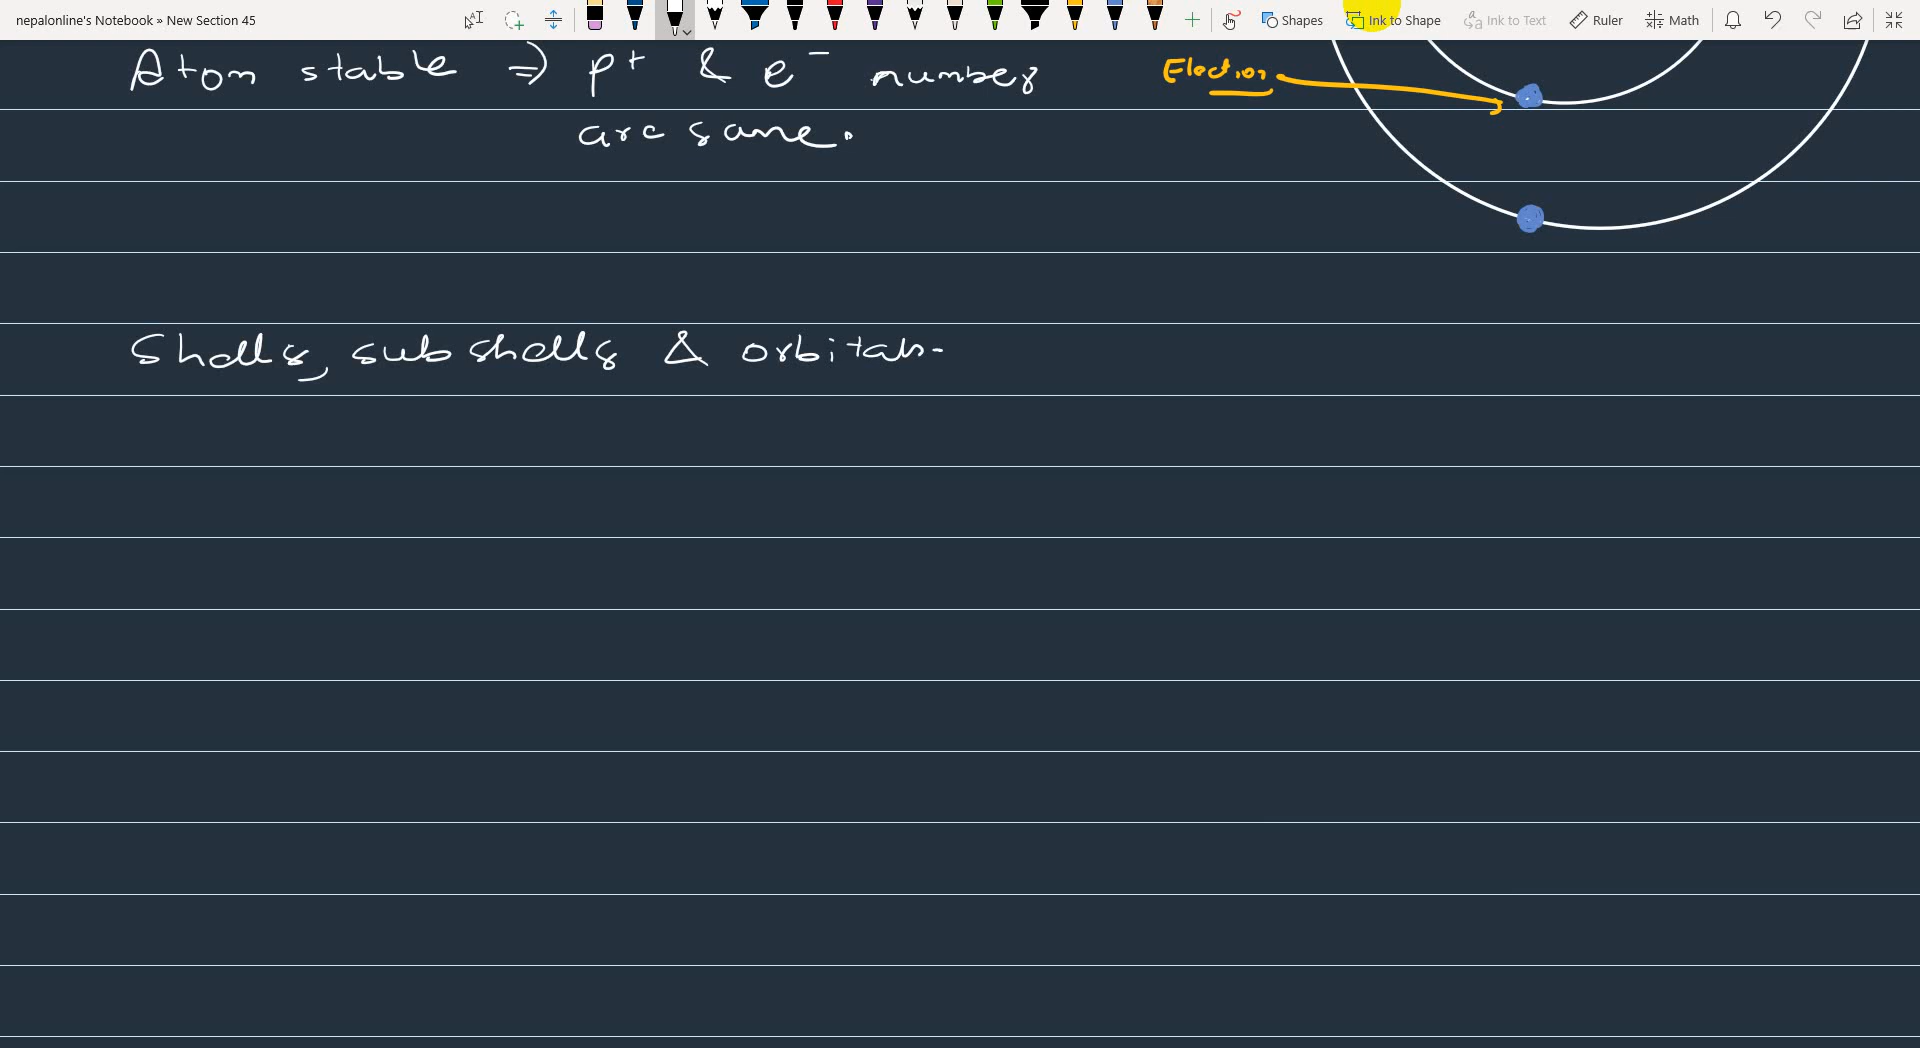 nepalonline's Notebook » New Section 45
Shapes Ink to Shape Ink to Text Ruler Math
Atom stable ⇒ p⁺ & e⁻ number
are same.
Electron
Shells, subshells & orbitals-